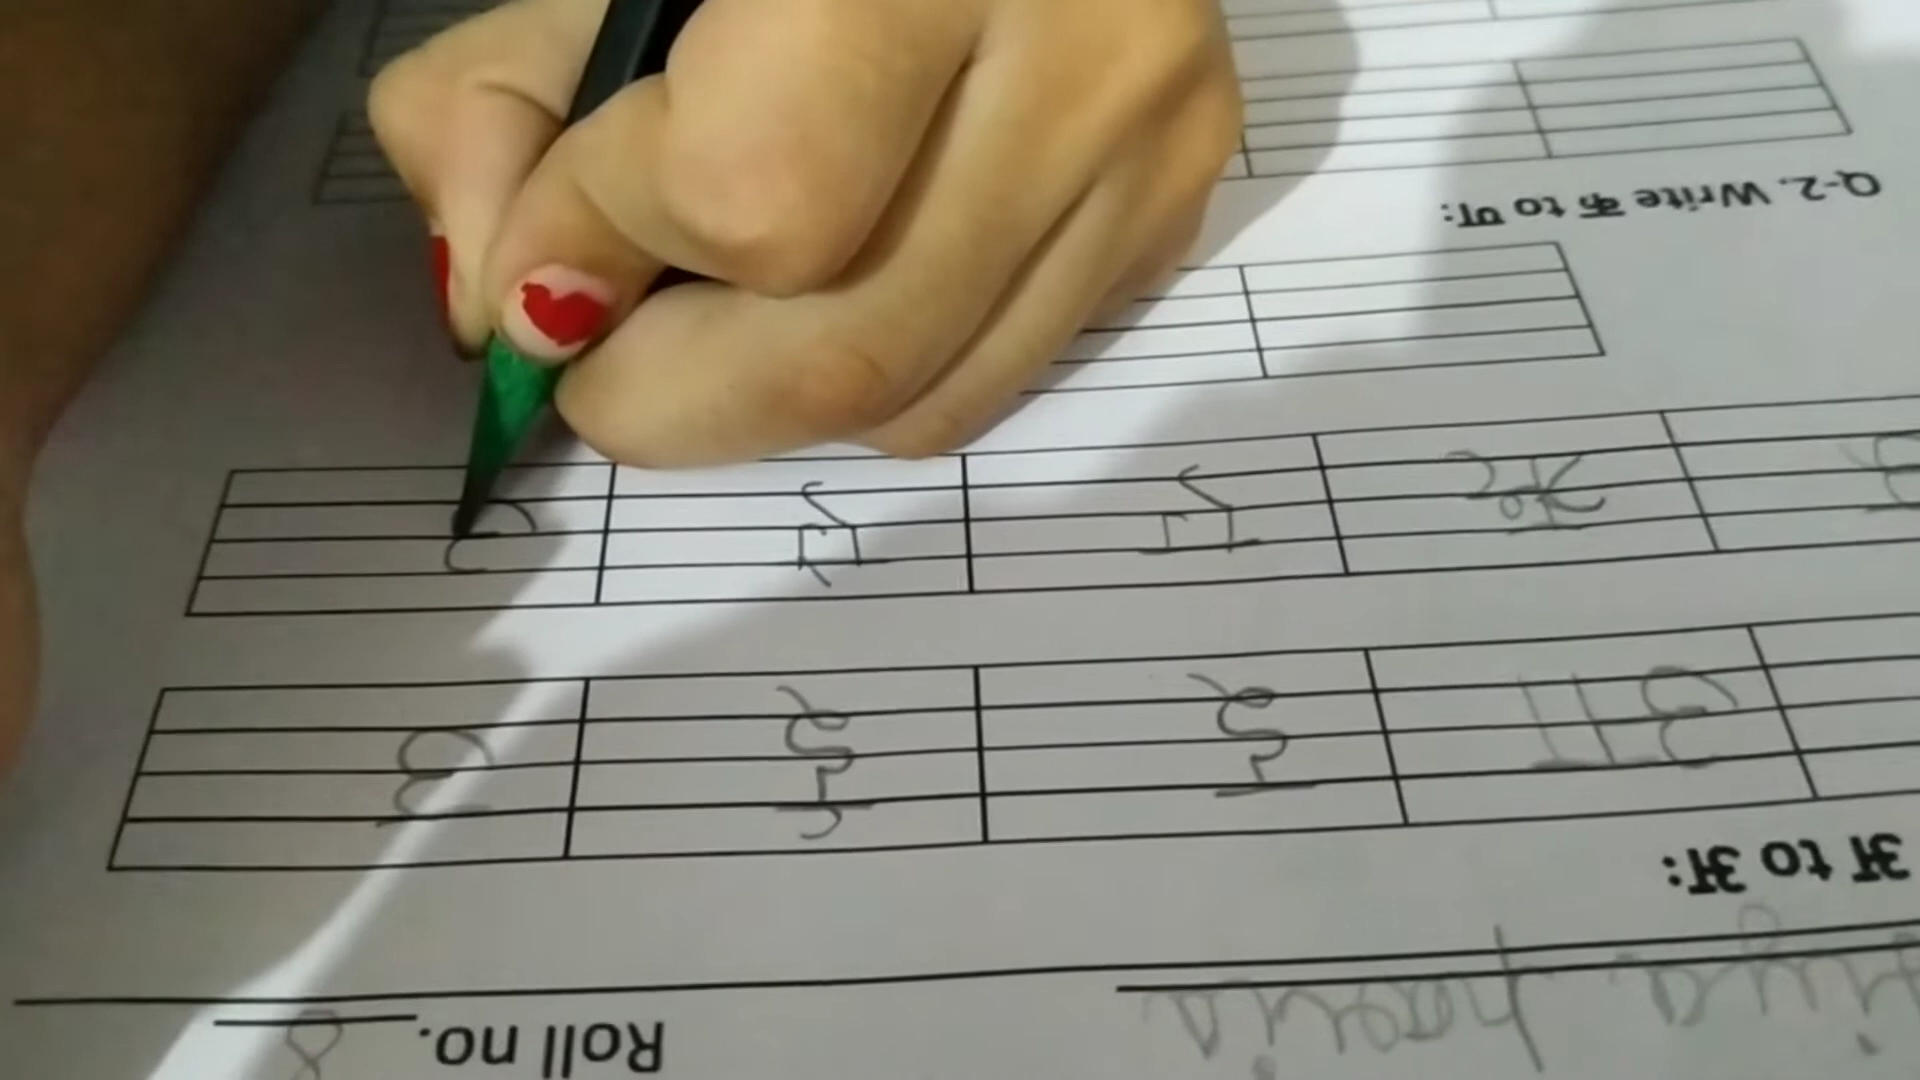 Roll no. 8
अ to अ:
आ इ ई उ
ऋ ए ऐ
Q-2. Write क to ण: